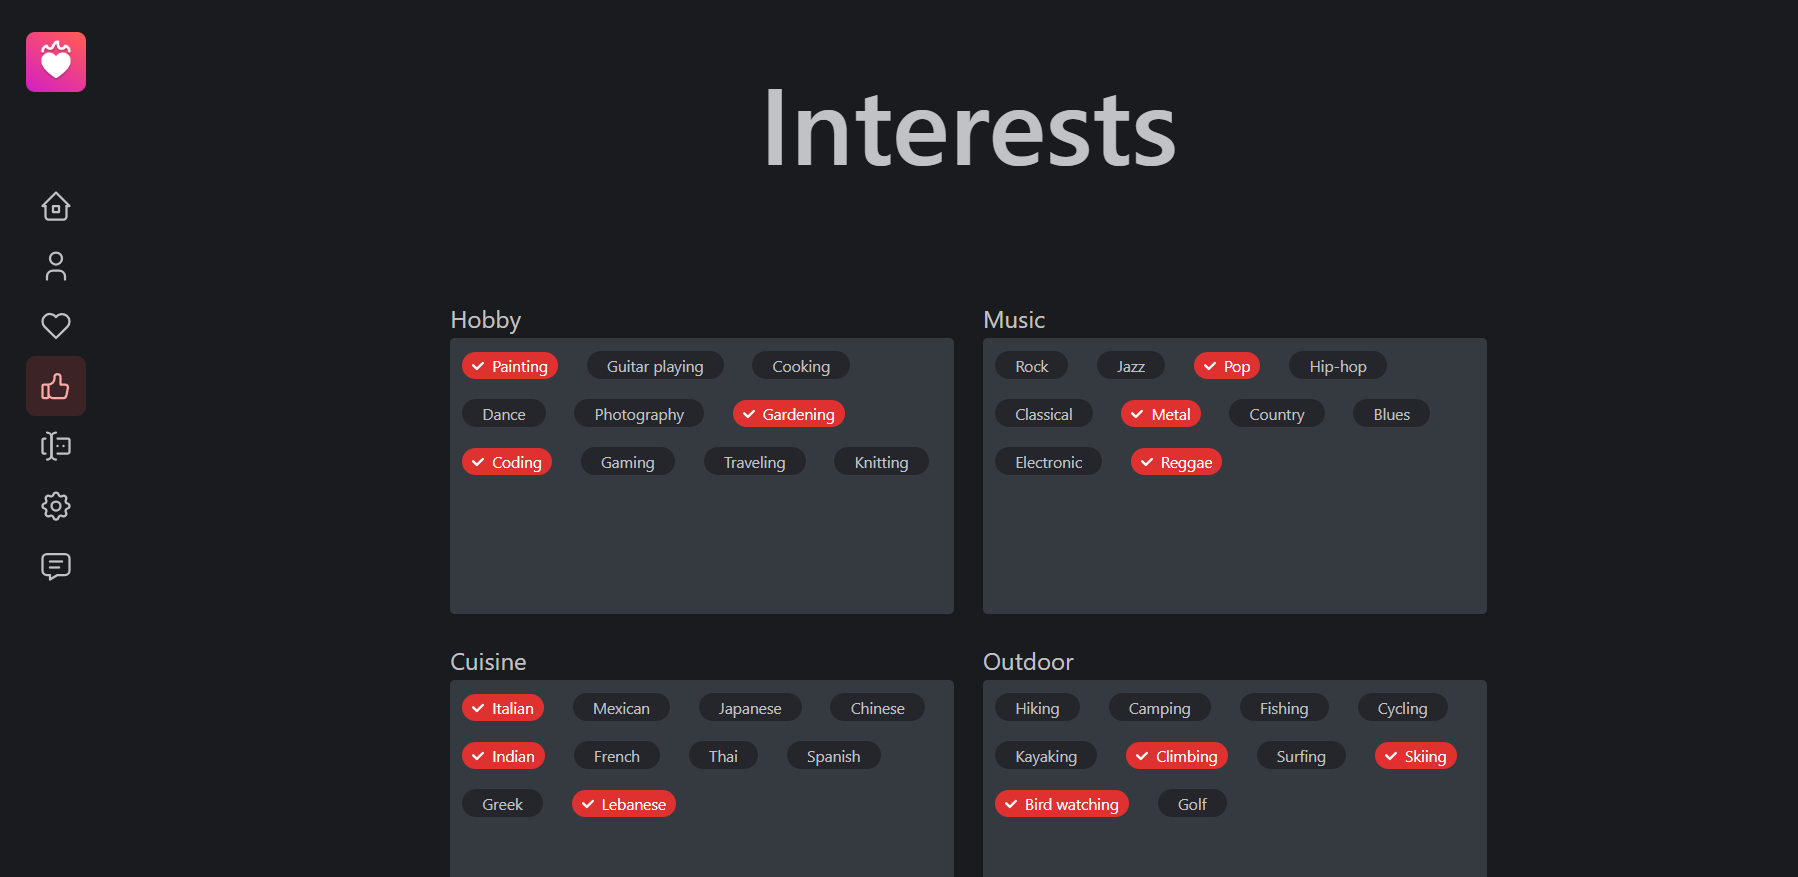 Interests
Hobby
Painting Guitar playing Cooking
Dance Photography Gardening
Coding Gaming Traveling Knitting
Music
Rock Jazz Pop Hip-hop
Classical Metal Country Blues
Electronic Reggae
Cuisine
Italian Mexican Japanese Chinese
Indian French Thai Spanish
Greek Lebanese
Outdoor
Hiking Camping Fishing Cycling
Kayaking Climbing Surfing Skiing
Bird watching Golf